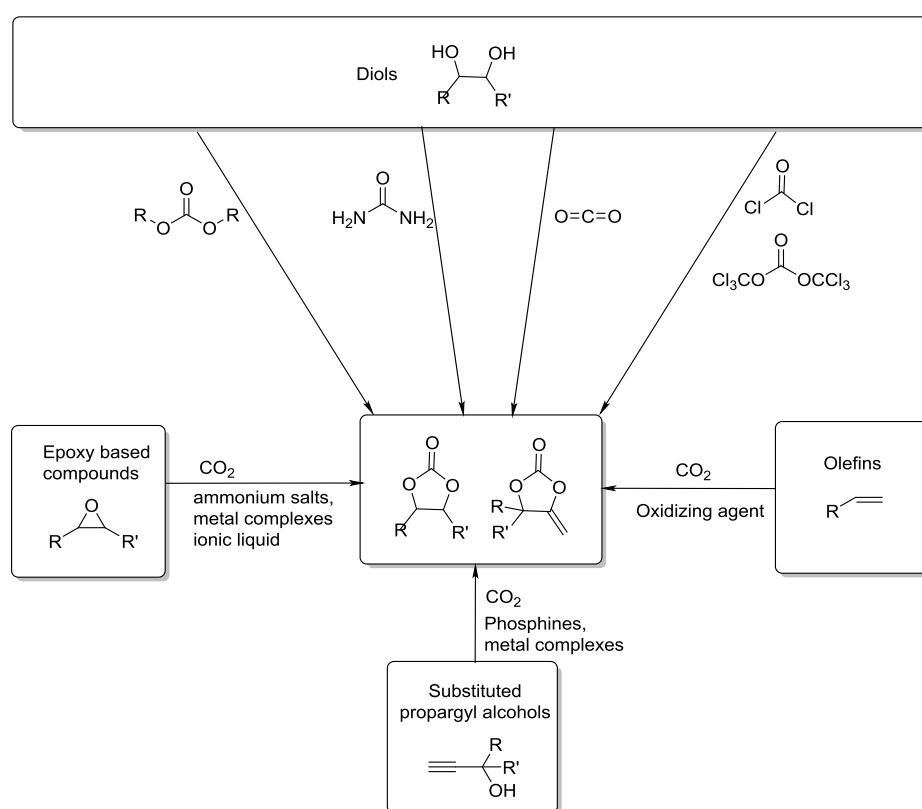 HO OH
Diols
R R'
O
R O O R
O
H₂N NH₂
O=C=O
O
Cl Cl
O
Cl₃CO OCCl₃
Epoxy based
compounds
O
R R'
CO₂
ammonium salts,
metal complexes
ionic liquid
O
O O
R R'
O
O O
R
R'
CO₂
Oxidizing agent
Olefins
R
CO₂
Phosphines,
metal complexes
Substituted
propargyl alcohols
R
R'
OH